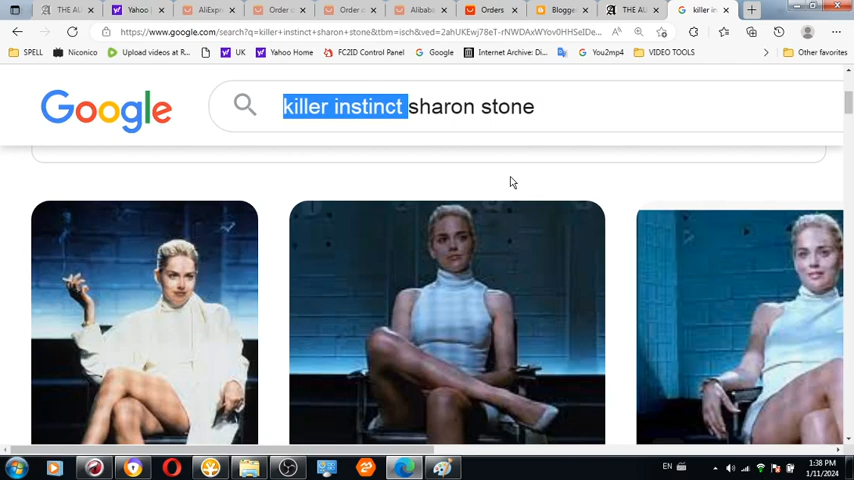 THE AU
Yahoo
AliExpr
Order c
Order c
Alibaba
Orders
Blogge
THE AU
killer in
https://www.google.com/search?q=killer+instinct+sharon+stone&tbm=isch&ved=2ahUKEwj78eT-rNWDAxWYov0HHSeIDe...
SPELL
Niconico
Upload videos at R...
UK
Yahoo Home
FC2ID Control Panel
Google
Internet Archive: Di...
You2mp4
VIDEO TOOLS
Other favorites
Google
killer instinct sharon stone
EN
1:38 PM
1/11/2024